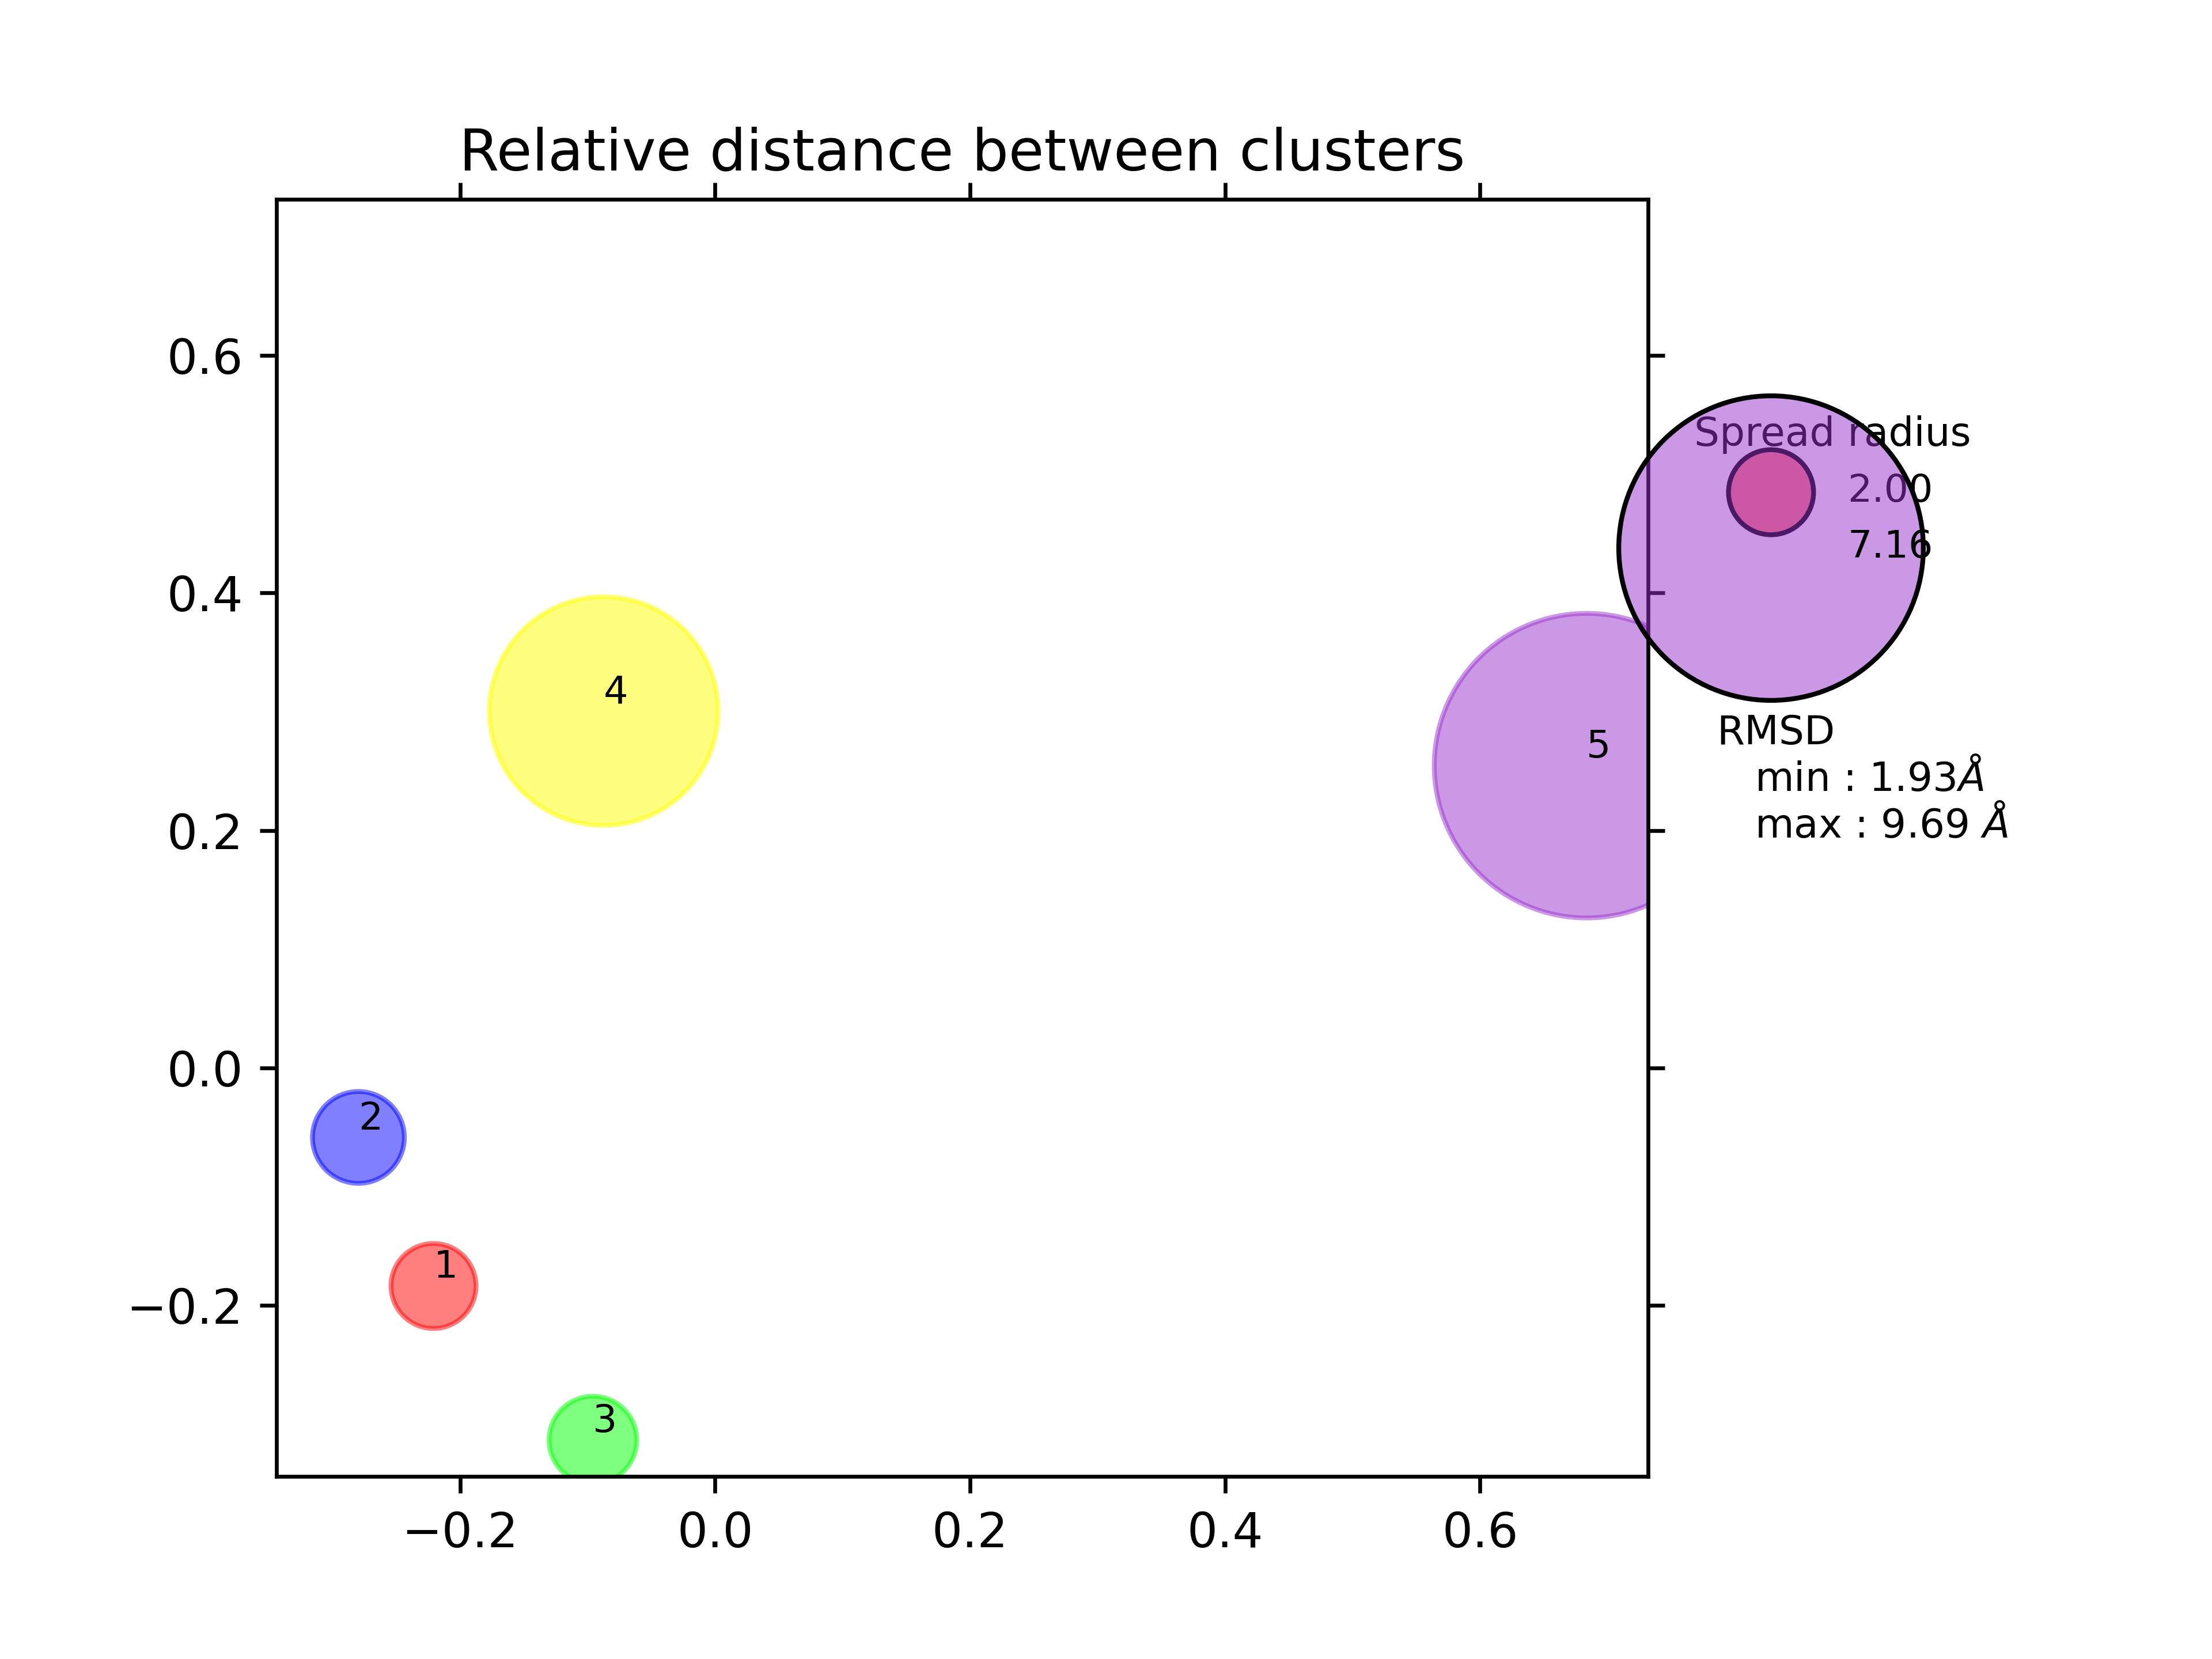 Relative distance between clusters
0.6
0.4
0.2
0.0
−0.2
−0.2 0.0 0.2 0.4 0.6
4
5
2
1
3
Spread radius
2.00
7.16
RMSD
min : 1.93Å
max : 9.69 Å